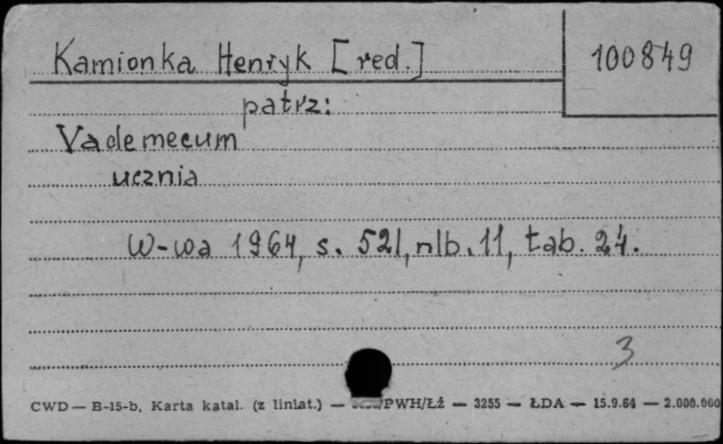 Kamionka Henryk [red.]
100849
patrz:
Vademecum
ucznia
W-wa 1964, s. 521, nlb. 11, tab. 24.
3
CWD — B-15-b, Karta katal. (z liniat.) — /PWH/Łź — 3255 — ŁDA — 15.9.64 — 2.000.000